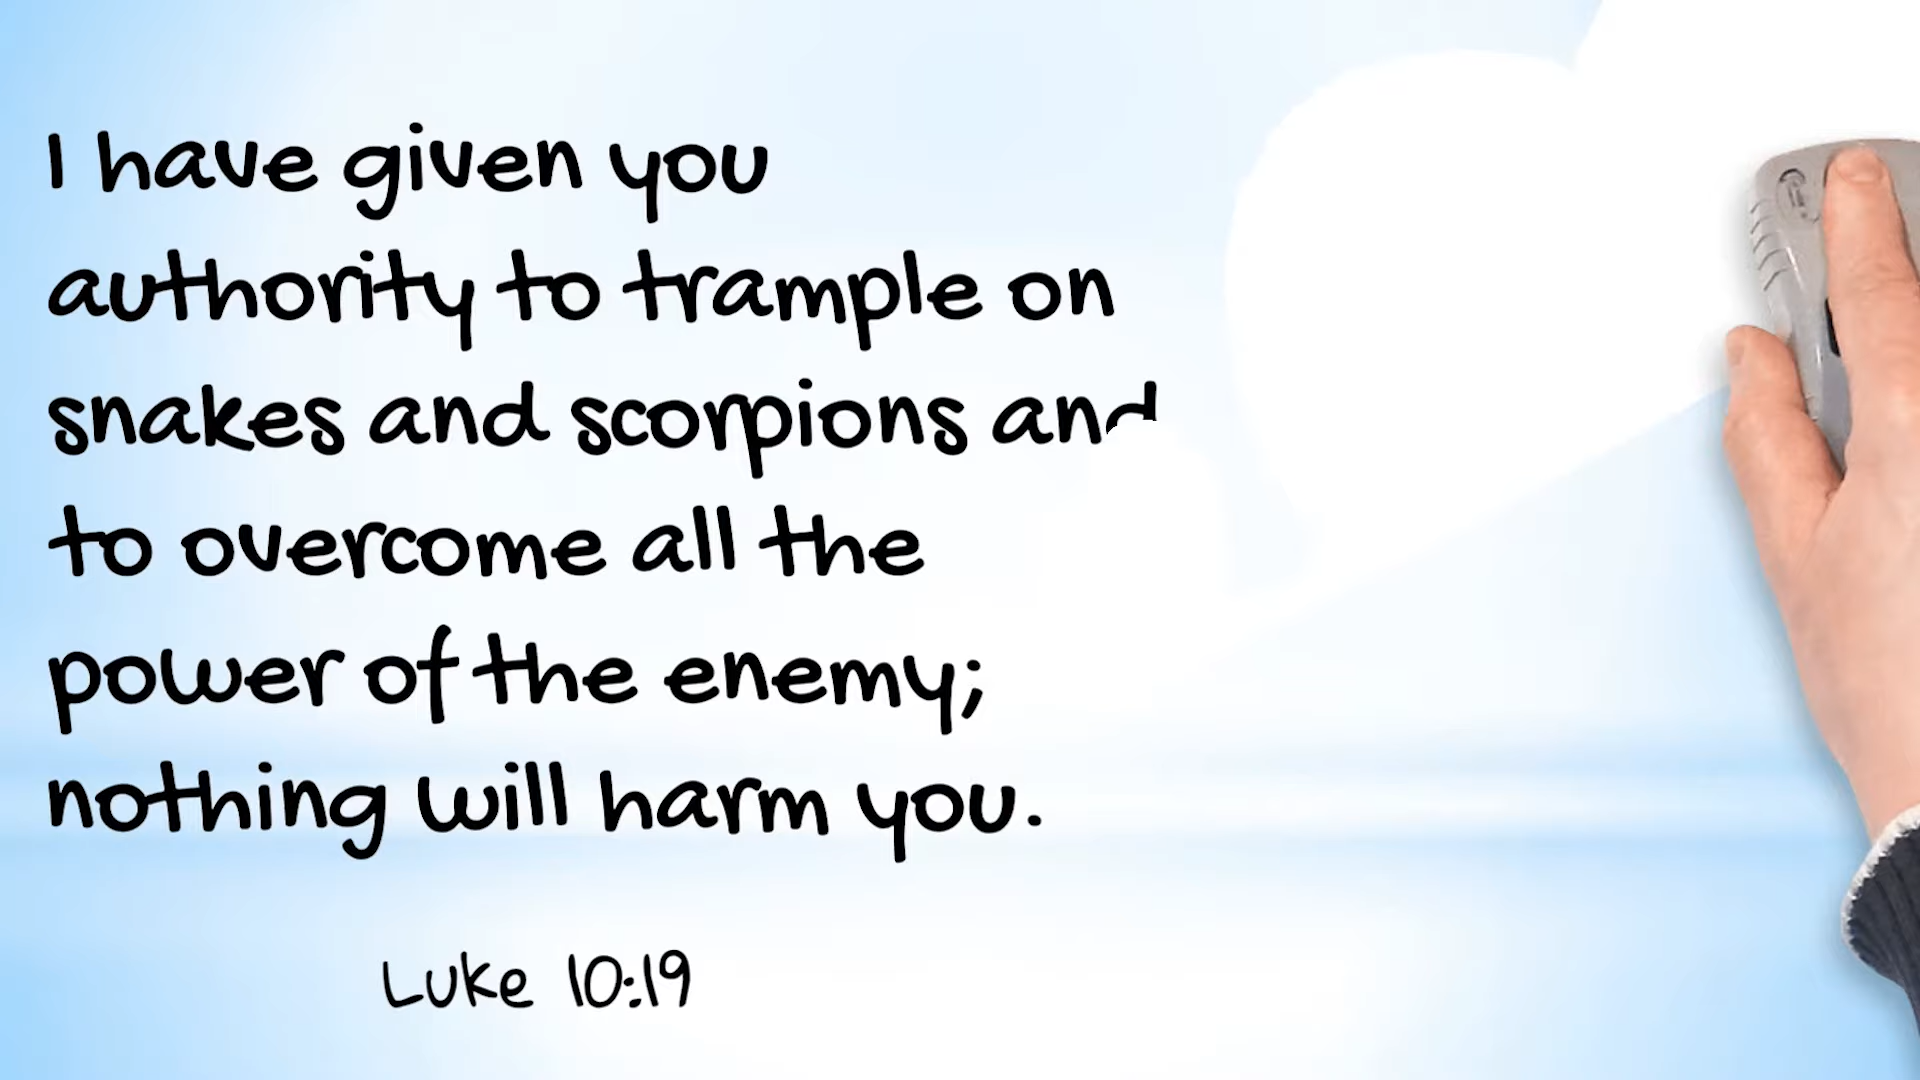 I have given you
authority to trample on
snakes and scorpions and
to overcome all the
power of the enemy;
nothing will harm you.
Luke 10:19